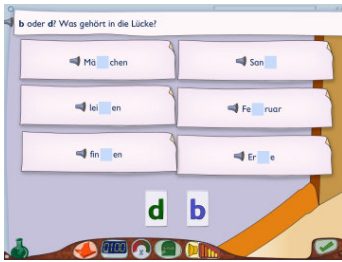 b oder d? Was gehört in die Lücke?
Mä chen
San
lei en
Fe ruar
fin en
Er e
d b